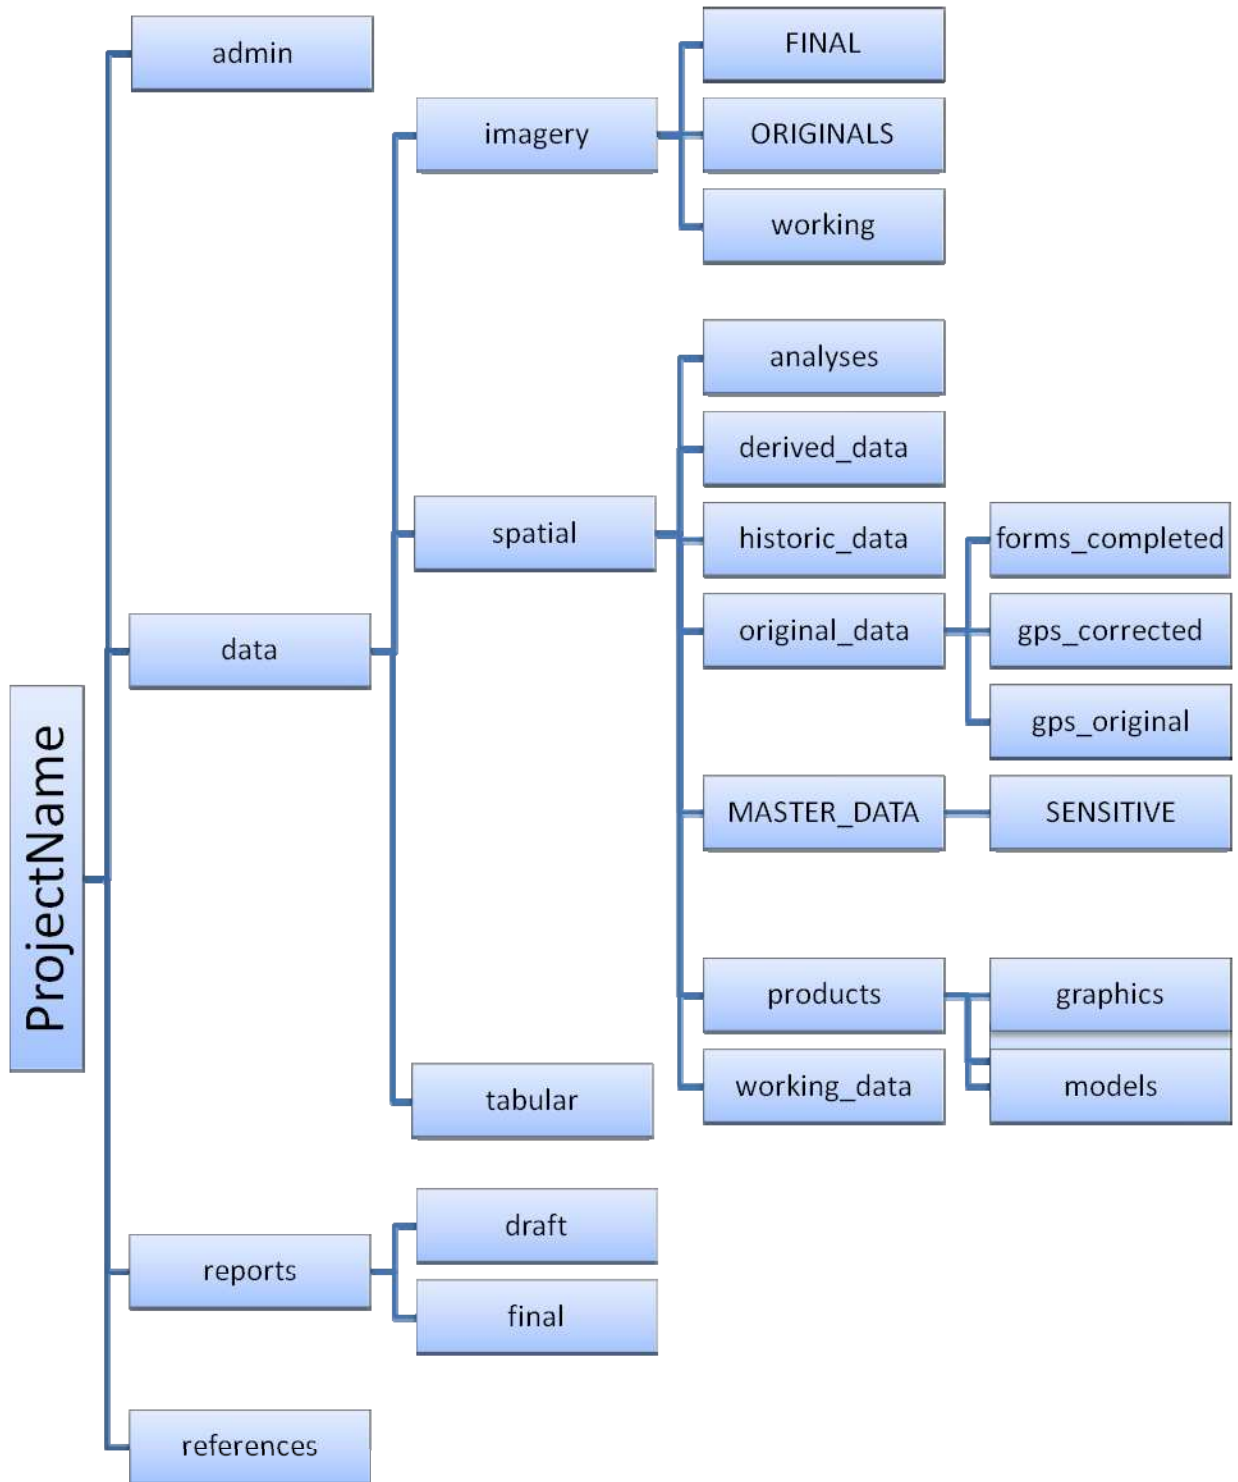 ProjectName
admin
data
imagery
FINAL
ORIGINALS
working
spatial
analyses
derived_data
historic_data
original_data
forms_completed
gps_corrected
gps_original
MASTER_DATA
SENSITIVE
products
graphics
models
working_data
tabular
reports
draft
final
references